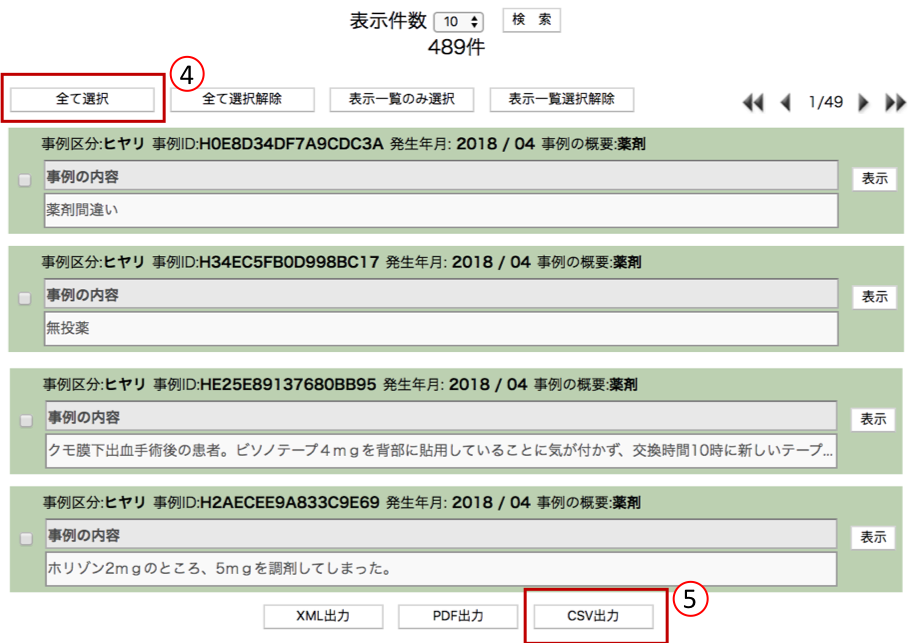 表示件数 10 検 索
489件
④
全て選択 全て選択解除 表示一覧のみ選択 表示一覧選択解除 1/49
事例区分:ヒヤリ 事例ID:H0E8D34DF7A9CDC3A 発生年月: 2018 / 04 事例の概要:薬剤
事例の内容 表示
薬剤間違い
事例区分:ヒヤリ 事例ID:H34EC5FB0D998BC17 発生年月: 2018 / 04 事例の概要:薬剤
事例の内容 表示
無投薬
事例区分:ヒヤリ 事例ID:HE25E89137680BB95 発生年月: 2018 / 04 事例の概要:薬剤
事例の内容 表示
クモ膜下出血手術後の患者。ビソノテープ4ｍｇを背部に貼用していることに気が付かず、交換時間10時に新しいテープ...
事例区分:ヒヤリ 事例ID:H2AECEE9A833C9E69 発生年月: 2018 / 04 事例の概要:薬剤
事例の内容 表示
ホリゾン2ｍｇのところ、5ｍｇを調剤してしまった。
⑤
XML出力 PDF出力 CSV出力